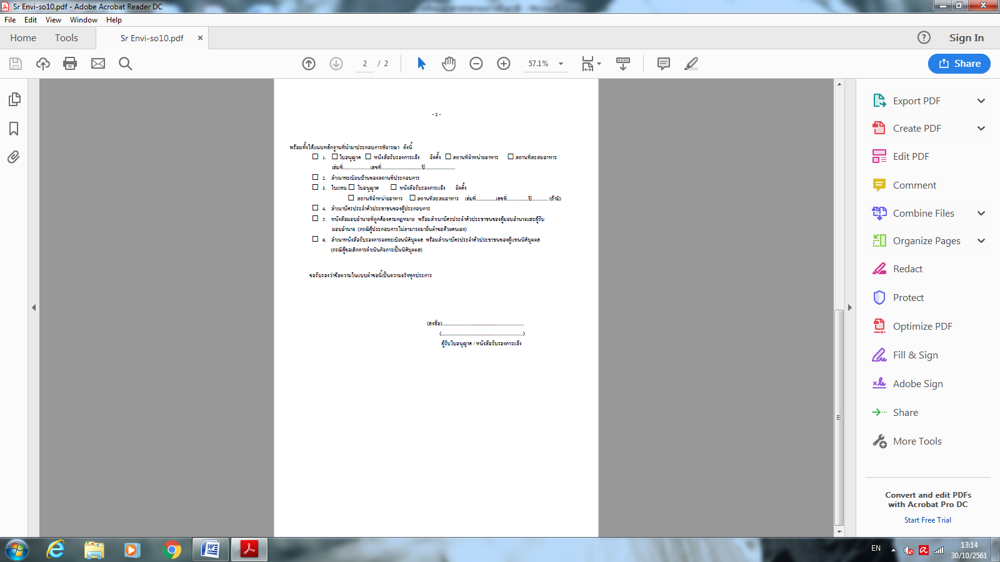 Sr Envi-so10.pdf - Adobe Acrobat Reader DC
File Edit View Window Help
Home Tools Sr Envi-so10.pdf × ? Sign In
2 / 2 57.1% Share
- 2 -
พร้อมทั้งได้แนบหลักฐานที่นำมาประกอบการพิจารณา ดังนี้
☐ 1. ☐ ใบอนุญาต ☐ หนังสือรับรองการแจ้ง จัดตั้ง ☐ สถานที่จำหน่ายอาหาร ☐ สถานที่สะสมอาหาร
เล่มที่....................เลขที่..............................ปี......................
☐ 2. สำเนาทะเบียนบ้านของสถานที่ประกอบการ
☐ 3. ใบแทน ☐ ใบอนุญาต ☐ หนังสือรับรองการแจ้ง จัดตั้ง
☐ สถานที่จำหน่ายอาหาร ☐ สถานที่สะสมอาหาร เล่มที่...............เลขที่................ปี............ (ถ้ามี)
☐ 4. สำเนาบัตรประจำตัวประชาชนของผู้ประกอบการ
☐ 5. หนังสือมอบอำนาจที่ถูกต้องตามกฎหมาย พร้อมสำเนาบัตรประจำตัวประชาชนของผู้มอบอำนาจและผู้รับ
มอบอำนาจ (กรณีผู้ประกอบการไม่สามารถมายื่นคำขอด้วยตนเอง)
☐ 6. สำเนาหนังสือรับรองการจดทะเบียนนิติบุคคล พร้อมสำเนาบัตรประจำตัวประชาชนของผู้แทนนิติบุคคล
(กรณีผู้ขอเลิกการดำเนินกิจการเป็นนิติบุคคล)
ขอรับรองว่าข้อความในแบบคำขอนี้เป็นความจริงทุกประการ
(ลงชื่อ)............................................................
(............................................................)
ผู้รับใบอนุญาต / หนังสือรับรองการแจ้ง
Export PDF
Create PDF
Edit PDF
Comment
Combine Files
Organize Pages
Redact
Protect
Optimize PDF
Fill & Sign
Adobe Sign
Share
More Tools
Convert and edit PDFs
with Acrobat Pro DC
Start Free Trial
EN 13:14
30/10/2561